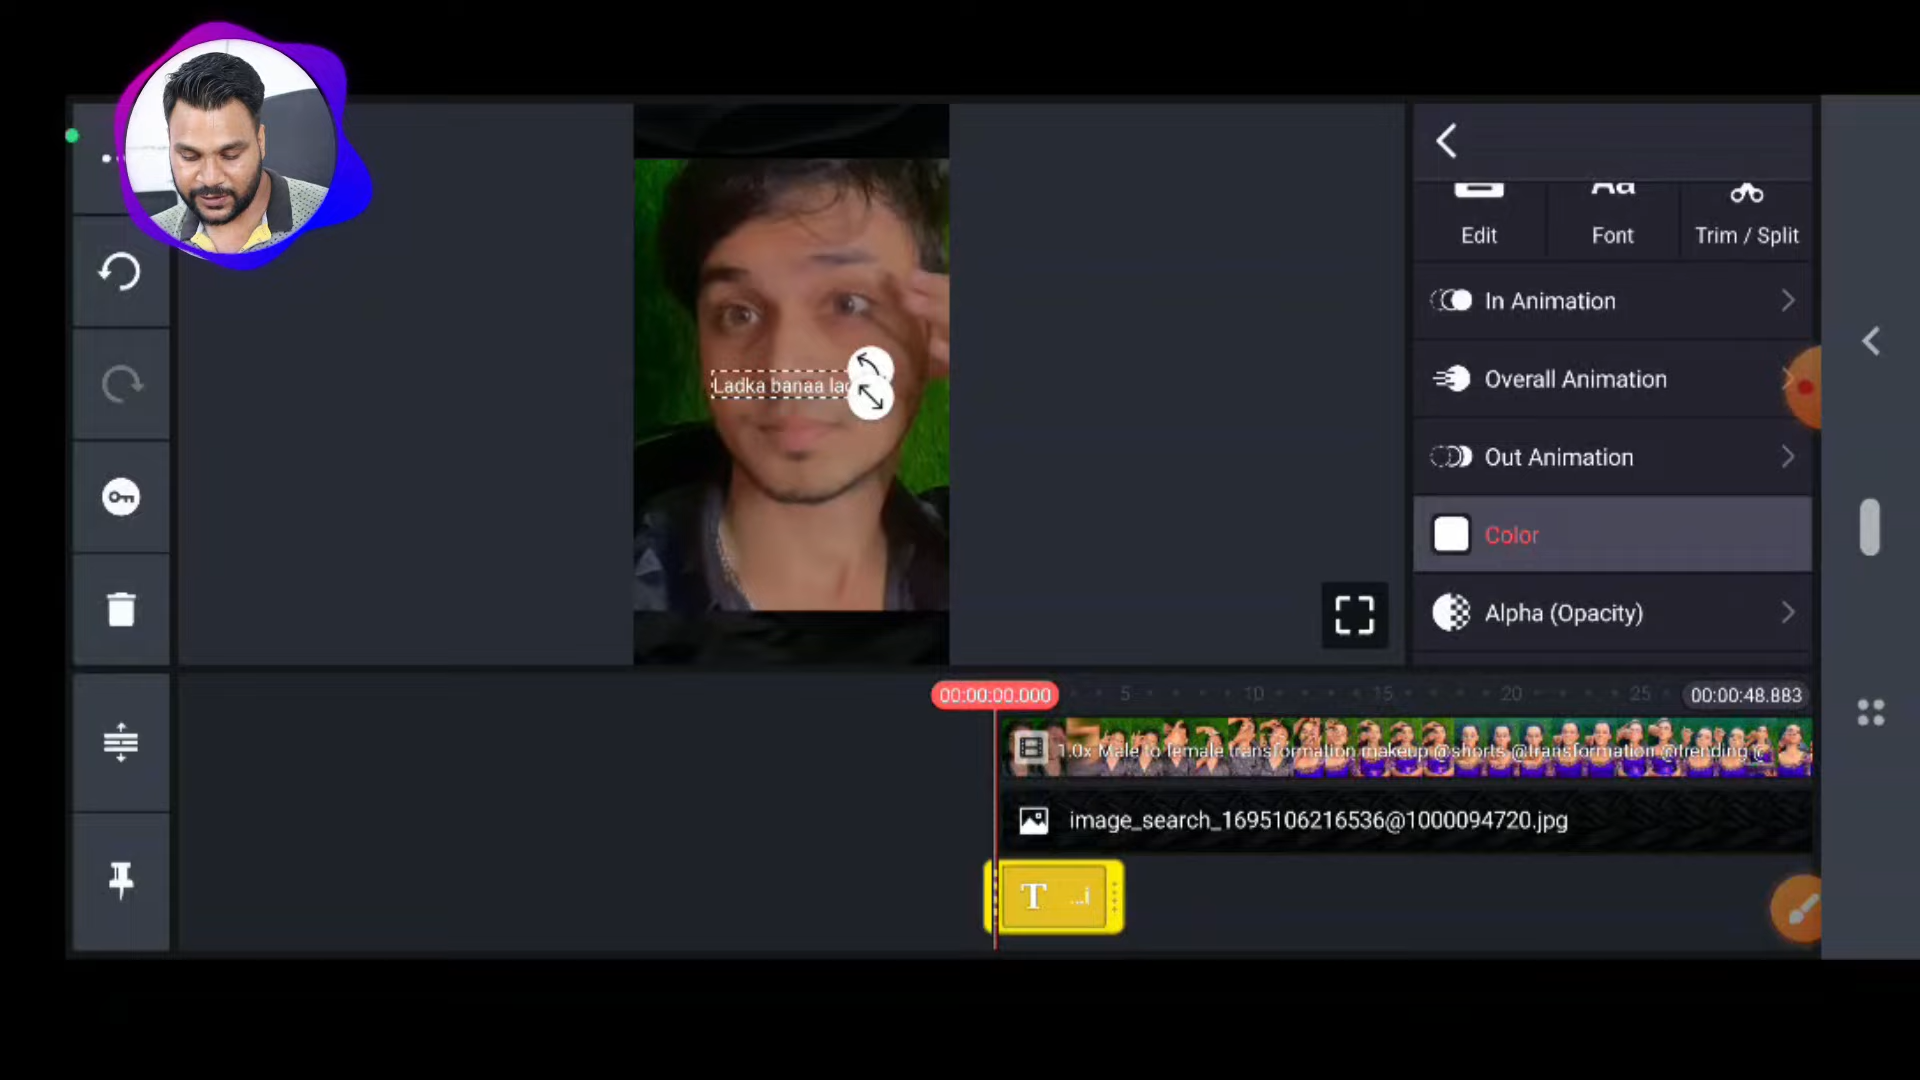 Edit
Font
Trim / Split
In Animation
Overall Animation
Out Animation
Color
Alpha (Opacity)
Ladka banaa
00:00:00.000
5
10
15
20
25
00:00:48.883
1.0x Male to female transformation makeup @shorts @transformation @trending @
image_search_1695106216536@1000094720.jpg
T ...i